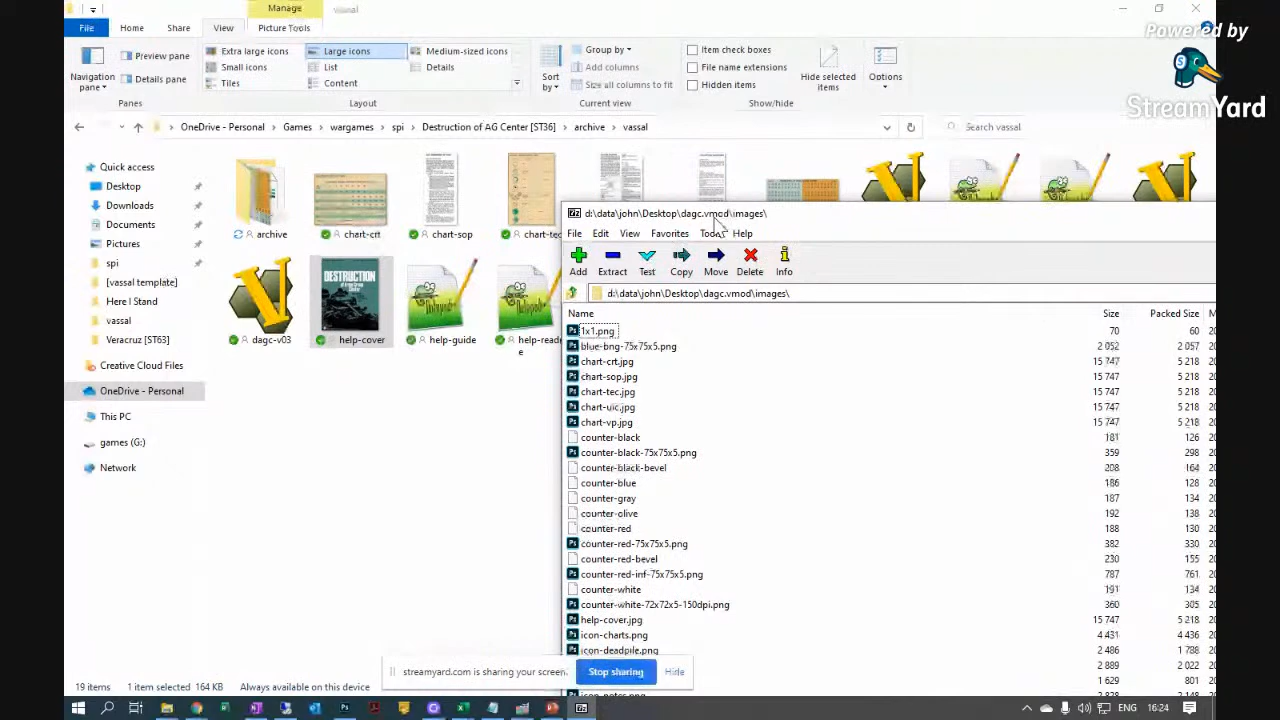 Manage
vassal
File
Home
Share
View
Picture Tools
Powered by
StreamYard
Navigation pane
Preview pane
Details pane
Panes
Extra large icons
Large icons
Medium-sized icons
Small icons
List
Details
Tiles
Content
Layout
Sort by
Group by
Add columns
Size all columns to fit
Current view
Item check boxes
File name extensions
Hidden items
Hide selected items
Show/hide
Options
OneDrive - Personal
Games
wargames
spi
Destruction of AG Center [ST36]
archive
vassal
Search vassal
Quick access
Desktop
Downloads
Documents
Pictures
spi
[vassal template]
Here I Stand
vassal
Veracruz [ST63]
Creative Cloud Files
OneDrive - Personal
This PC
games (G:)
Network
archive
chart-crt
chart-sop
chart-tec
dagc-v03
DESTRUCTION
help-cover
help-guide
19 items
1 item selected 164 KB
Always available on this device
d:\data\john\Desktop\dagc.vmod\images\
File
Edit
View
Favorites
Tools
Help
Add
Extract
Test
Copy
Move
Delete
Info
d:\data\john\Desktop\dagc.vmod\images\
Name
Size
Packed Size
1x1.png 70 60
blue-bng-75x75x5.png 2 052 2 057
chart-crt.jpg 15 747 5 218
chart-sop.jpg 15 747 5 218
chart-tec.jpg 15 747 5 218
chart-uic.jpg 15 747 5 218
chart-vp.jpg 15 747 5 218
counter-black 181 126
counter-black-75x75x5.png 359 298
counter-black-bevel 208 164
counter-blue 186 128
counter-gray 187 134
counter-olive 192 138
counter-red 188 130
counter-red-75x75x5.png 382 330
counter-red-bevel 230 155
counter-red-inf-75x75x5.png 787 761
counter-white 191 134
counter-white-72x72x5-150dpi.png 360 305
help-cover.jpg 15 747 5 218
icon-charts.png 4 431 4 436
icon-deadpile.png 2 486 1 788
2 889 2 022
1 629 801
streamyard.com is sharing your screen.
Stop sharing
Hide
ENG
16:24